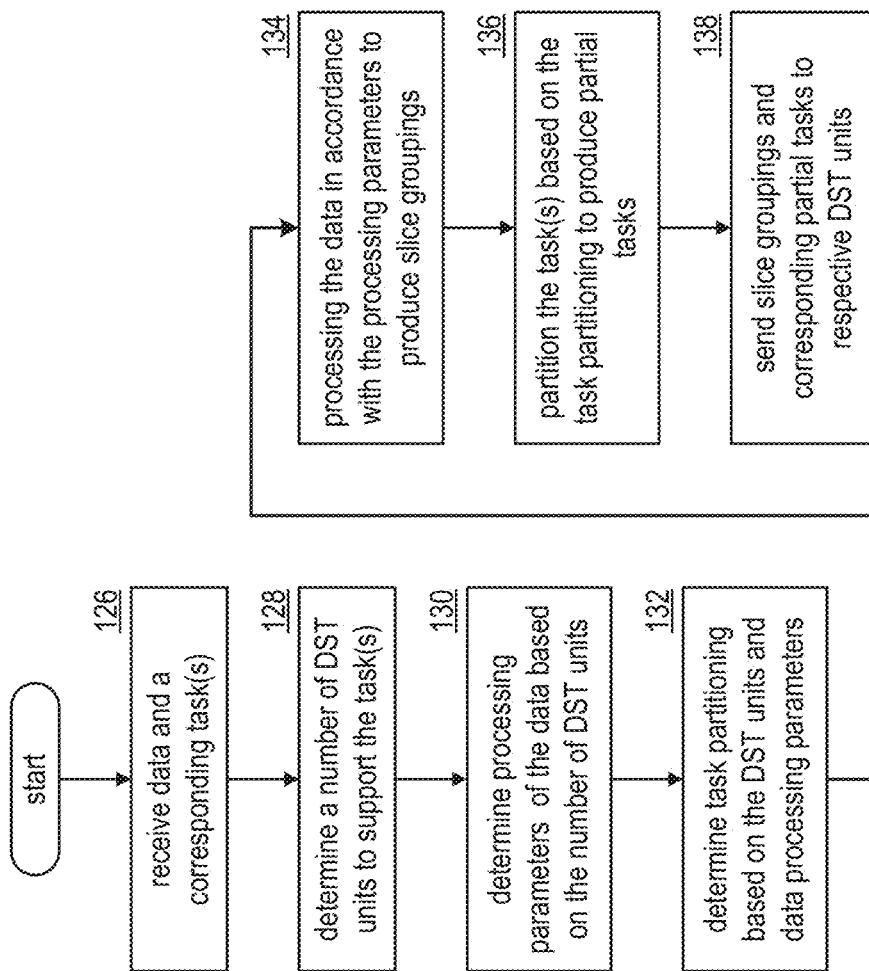 start
126
receive data and a
corresponding task(s)
128
determine a number of DST
units to support the task(s)
130
determine processing
parameters of the data based
on the number of DST units
132
determine task partitioning
based on the DST units and
data processing parameters
134
processing the data in accordance
with the processing parameters to
produce slice groupings
136
partition the task(s) based on the
task partitioning to produce partial
tasks
138
send slice groupings and
corresponding partial tasks to
respective DST units